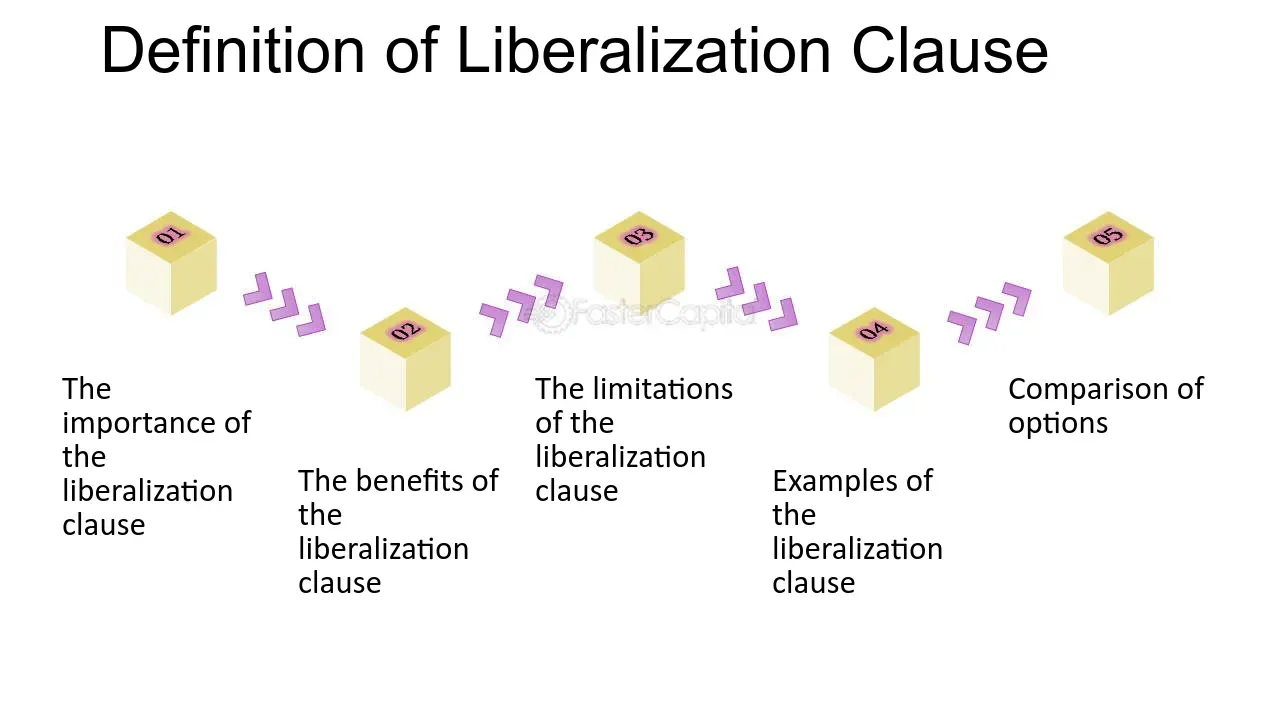 Definition of Liberalization Clause
01
The
importance of
the
liberalization
clause
02
The benefits of
the
liberalization
clause
03
FasterCapital
The limitations
of the
liberalization
clause
04
Examples of
the
liberalization
clause
05
Comparison of
options